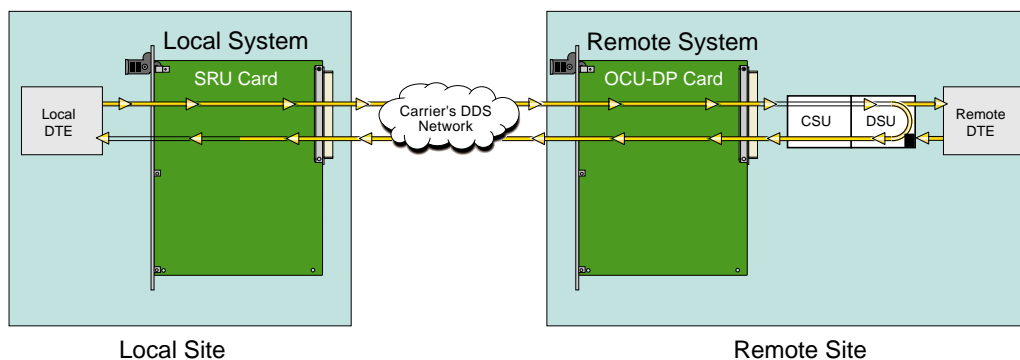 Local System
Remote System
SRU Card
OCU-DP Card
Local
DTE
Carrier's DDS
Network
CSU
DSU
Remote
DTE
Local Site
Remote Site